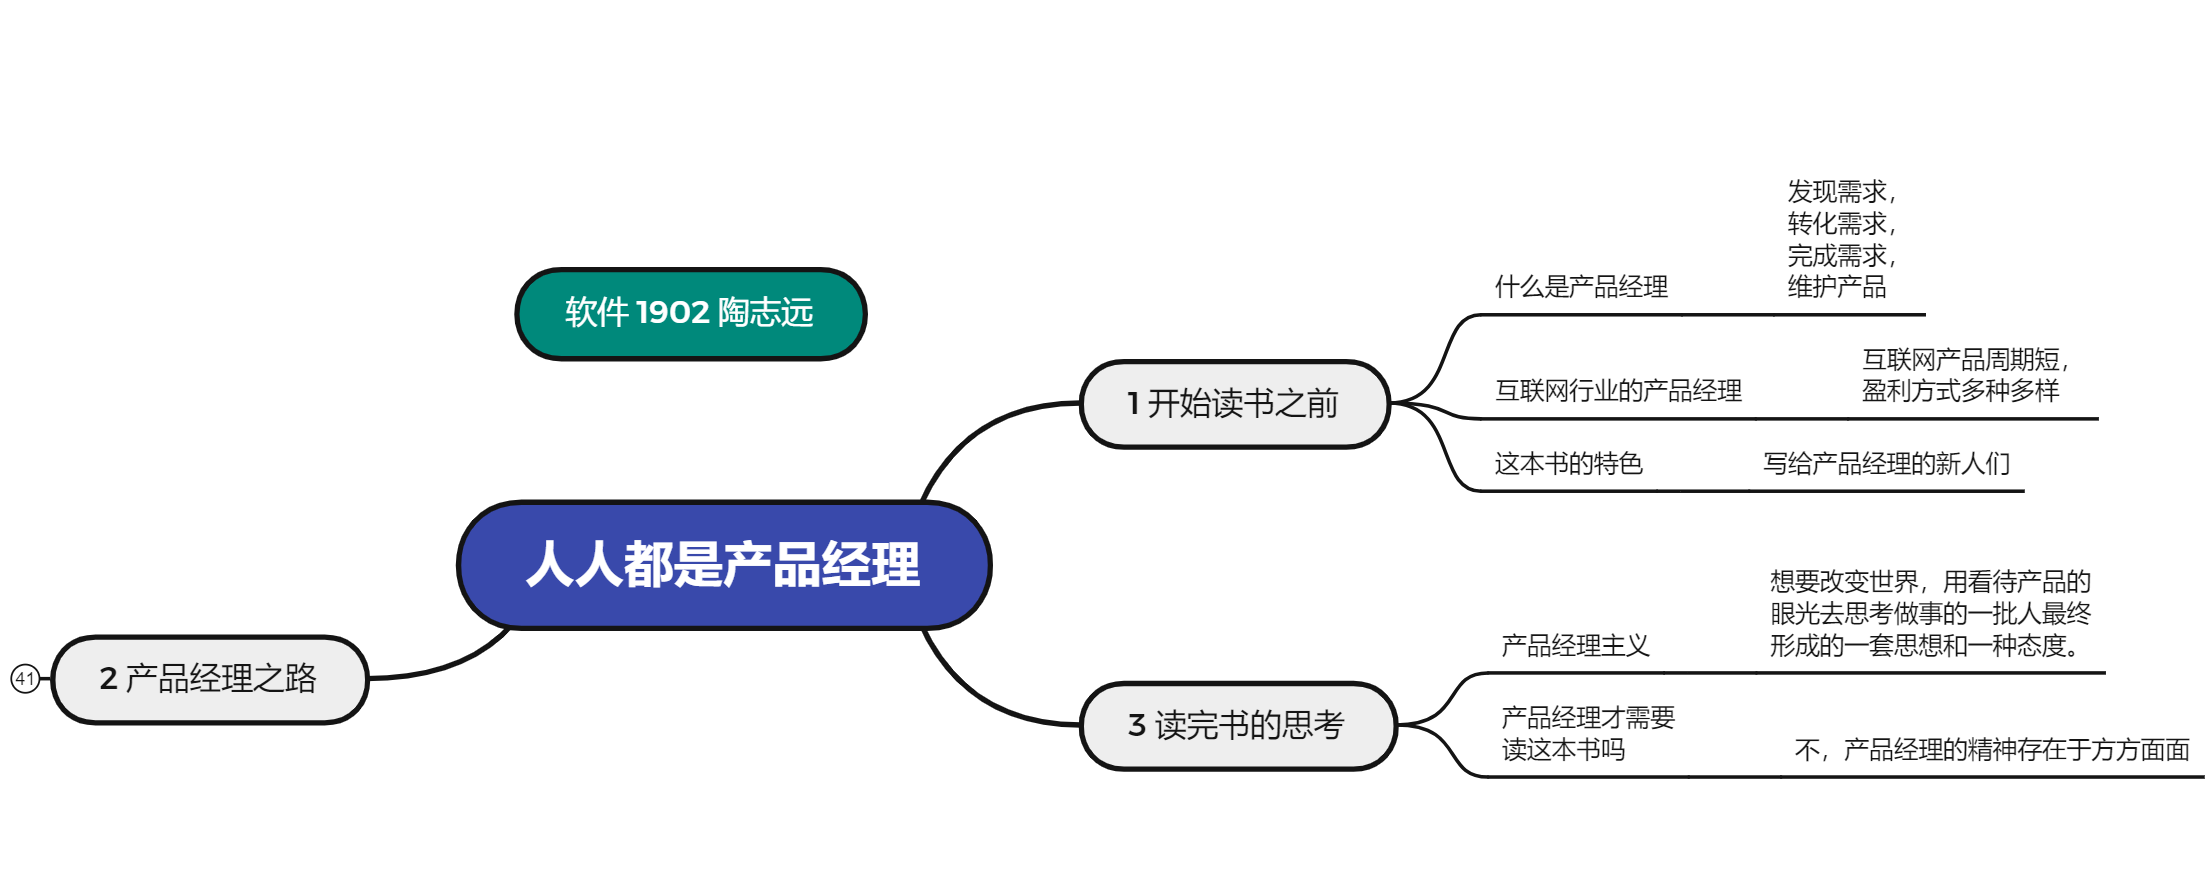 软件 1902 陶志远
人人都是产品经理
1 开始读书之前
什么是产品经理
发现需求，
转化需求，
完成需求，
维护产品
互联网行业的产品经理
互联网产品周期短，
盈利方式多种多样
这本书的特色
写给产品经理的新人们
2 产品经理之路
41
3 读完书的思考
产品经理主义
想要改变世界，用看待产品的
眼光去思考做事的一批人最终
形成的一套思想和一种态度。
产品经理才需要
读这本书吗
不，产品经理的精神存在于方方面面